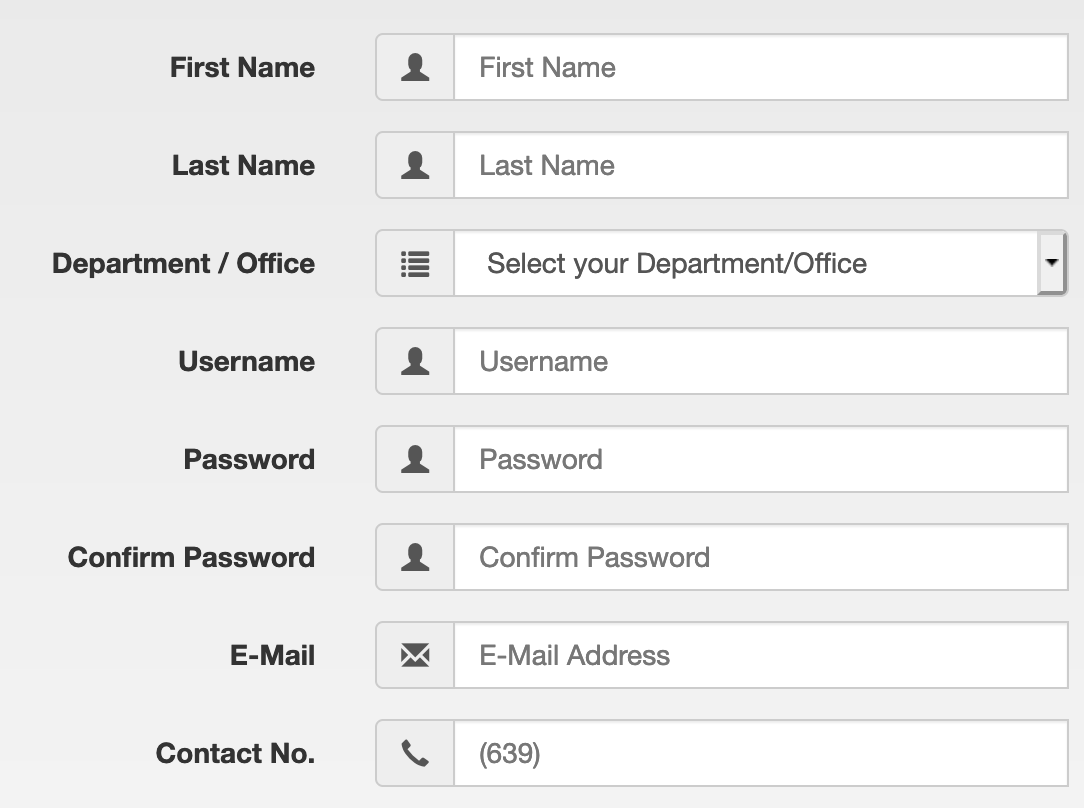 First Name First Name
Last Name Last Name
Department / Office Select your Department/Office
Username Username
Password Password
Confirm Password Confirm Password
E-Mail E-Mail Address
Contact No. (639)